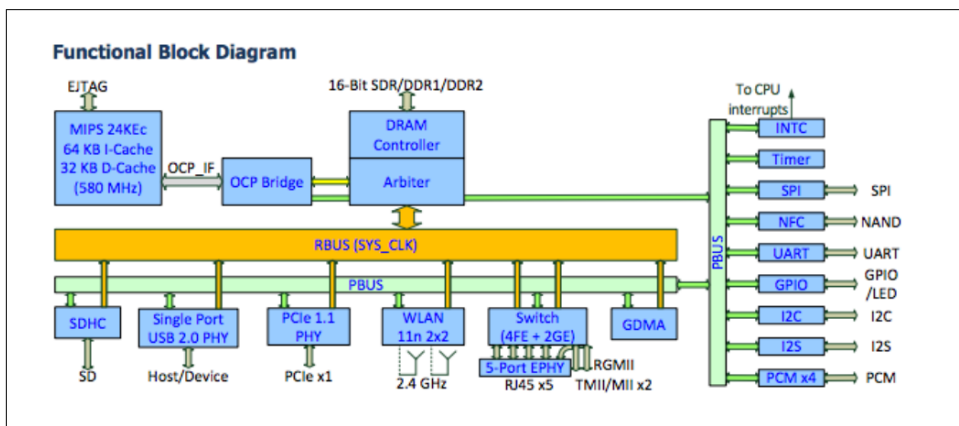 Functional Block Diagram
EJTAG
16-Bit SDR/DDR1/DDR2
To CPU
interrupts
MIPS 24KEc
64 KB I-Cache
32 KB D-Cache
(580 MHz)
OCP_IF
OCP Bridge
DRAM
Controller
Arbiter
RBUS (SYS_CLK)
PBUS
SDHC
Single Port
USB 2.0 PHY
PCIe 1.1
PHY
WLAN
11n 2x2
Switch
(4FE + 2GE)
GDMA
5-Port EPHY
RGMII
SD
Host/Device
PCIe x1
2.4 GHz
RJ45 x5
TMII/MII x2
PBUS
INTC
Timer
SPI
SPI
NFC
NAND
UART
UART
GPIO
GPIO
/LED
I2C
I2C
I2S
I2S
PCM x4
PCM